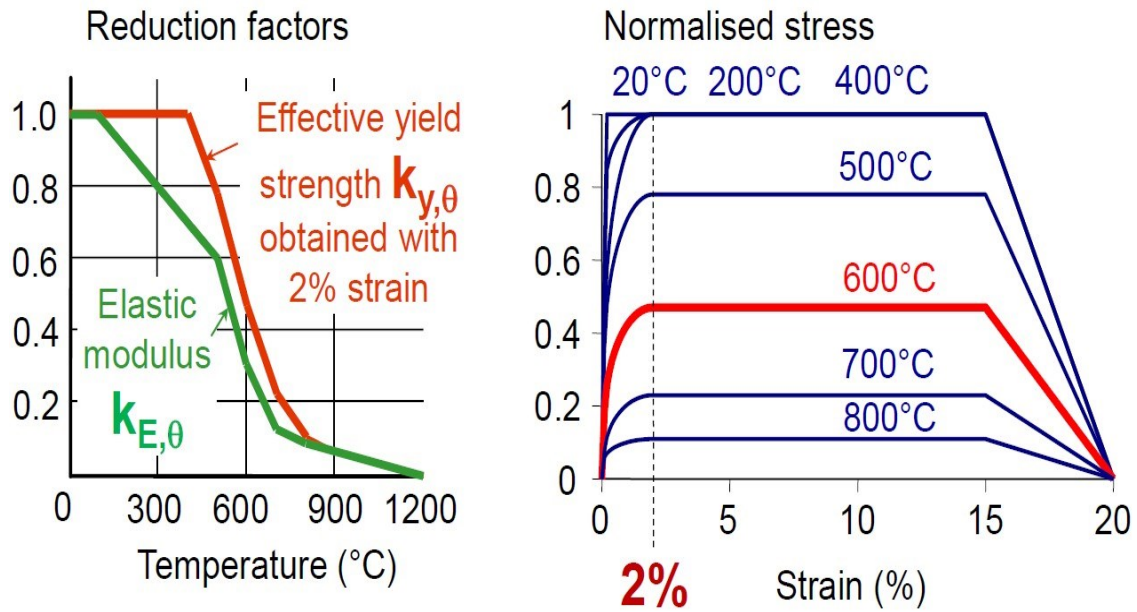 Reduction factors
1.0
0.8
0.6
0.4
0.2
Effective yield
strength k_y,θ
obtained with
2% strain
Elastic
modulus
k_E,θ
0 300 600 900 1200
Temperature (°C)
Normalised stress
20°C 200°C 400°C
500°C
600°C
700°C
800°C
1
0.8
0.6
0.4
0.2
0
0 5 10 15 20
2%
Strain (%)